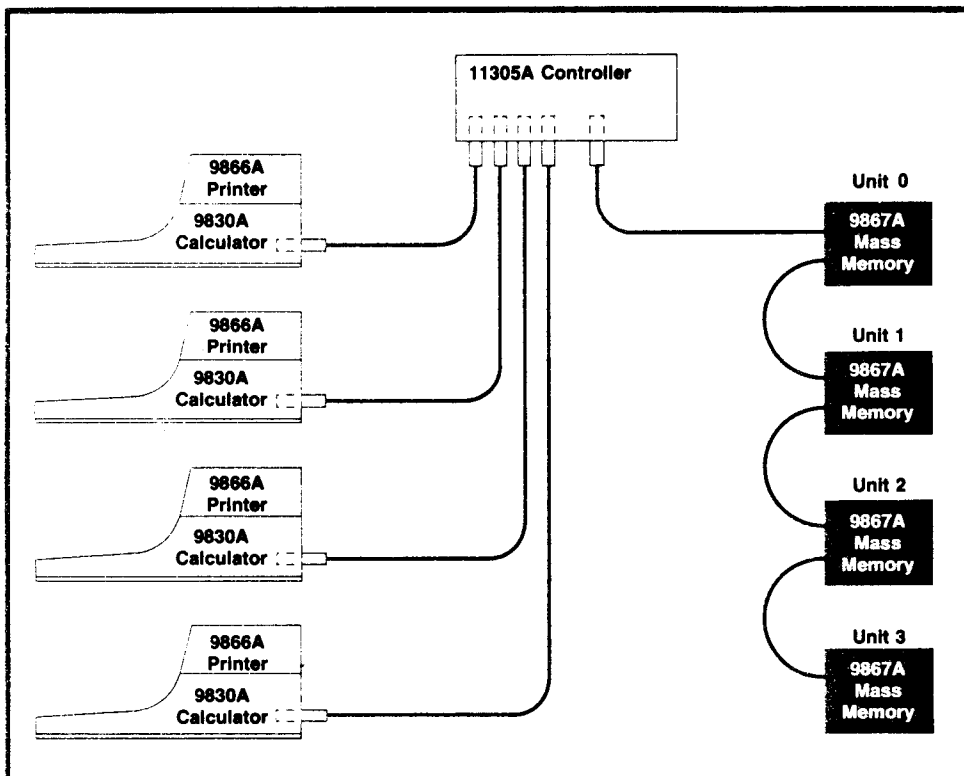 11305A Controller
9866A
Printer
9830A
Calculator
9866A
Printer
9830A
Calculator
9866A
Printer
9830A
Calculator
9866A
Printer
9830A
Calculator
Unit 0
9867A
Mass
Memory
Unit 1
9867A
Mass
Memory
Unit 2
9867A
Mass
Memory
Unit 3
9867A
Mass
Memory